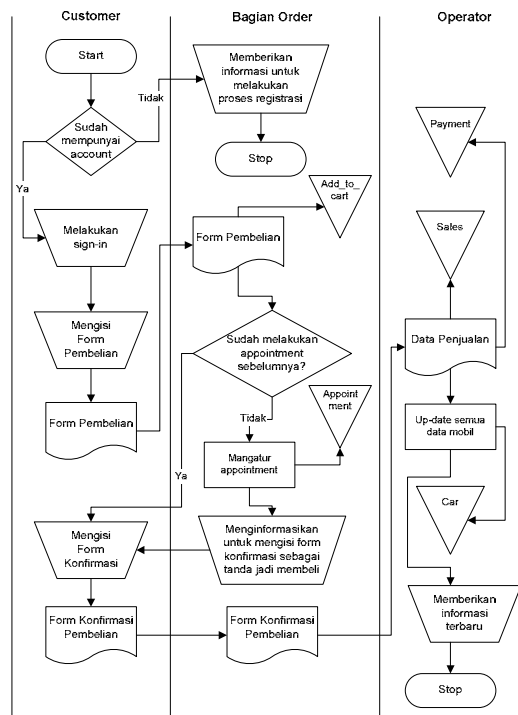 Customer
Bagian Order
Operator
Start
Sudah
mempunyai
account
Tidak
Ya
Memberikan
informasi untuk
melakukan
proses registrasi
Stop
Melakukan
sign-in
Mengisi
Form
Pembelian
Form Pembelian
Form Pembelian
Add_to_
cart
Sudah melakukan
appointment
sebelumnya?
Tidak
Ya
Appoint
ment
Mangatur
appointment
Menginformasikan
untuk mengisi form
konfirmasi sebagai
tanda jadi membeli
Mengisi
Form
Konfirmasi
Form Konfirmasi
Pembelian
Form Konfirmasi
Pembelian
Payment
Sales
Data Penjualan
Up-date semua
data mobil
Car
Memberikan
informasi
terbaru
Stop